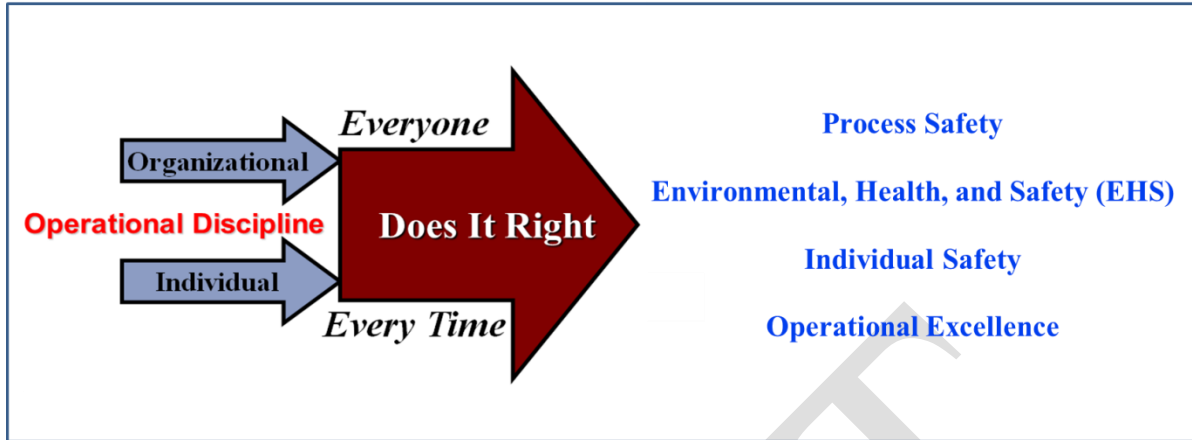 Everyone
Organizational
Operational Discipline
Does It Right
Individual
Every Time
Process Safety
Environmental, Health, and Safety (EHS)
Individual Safety
Operational Excellence